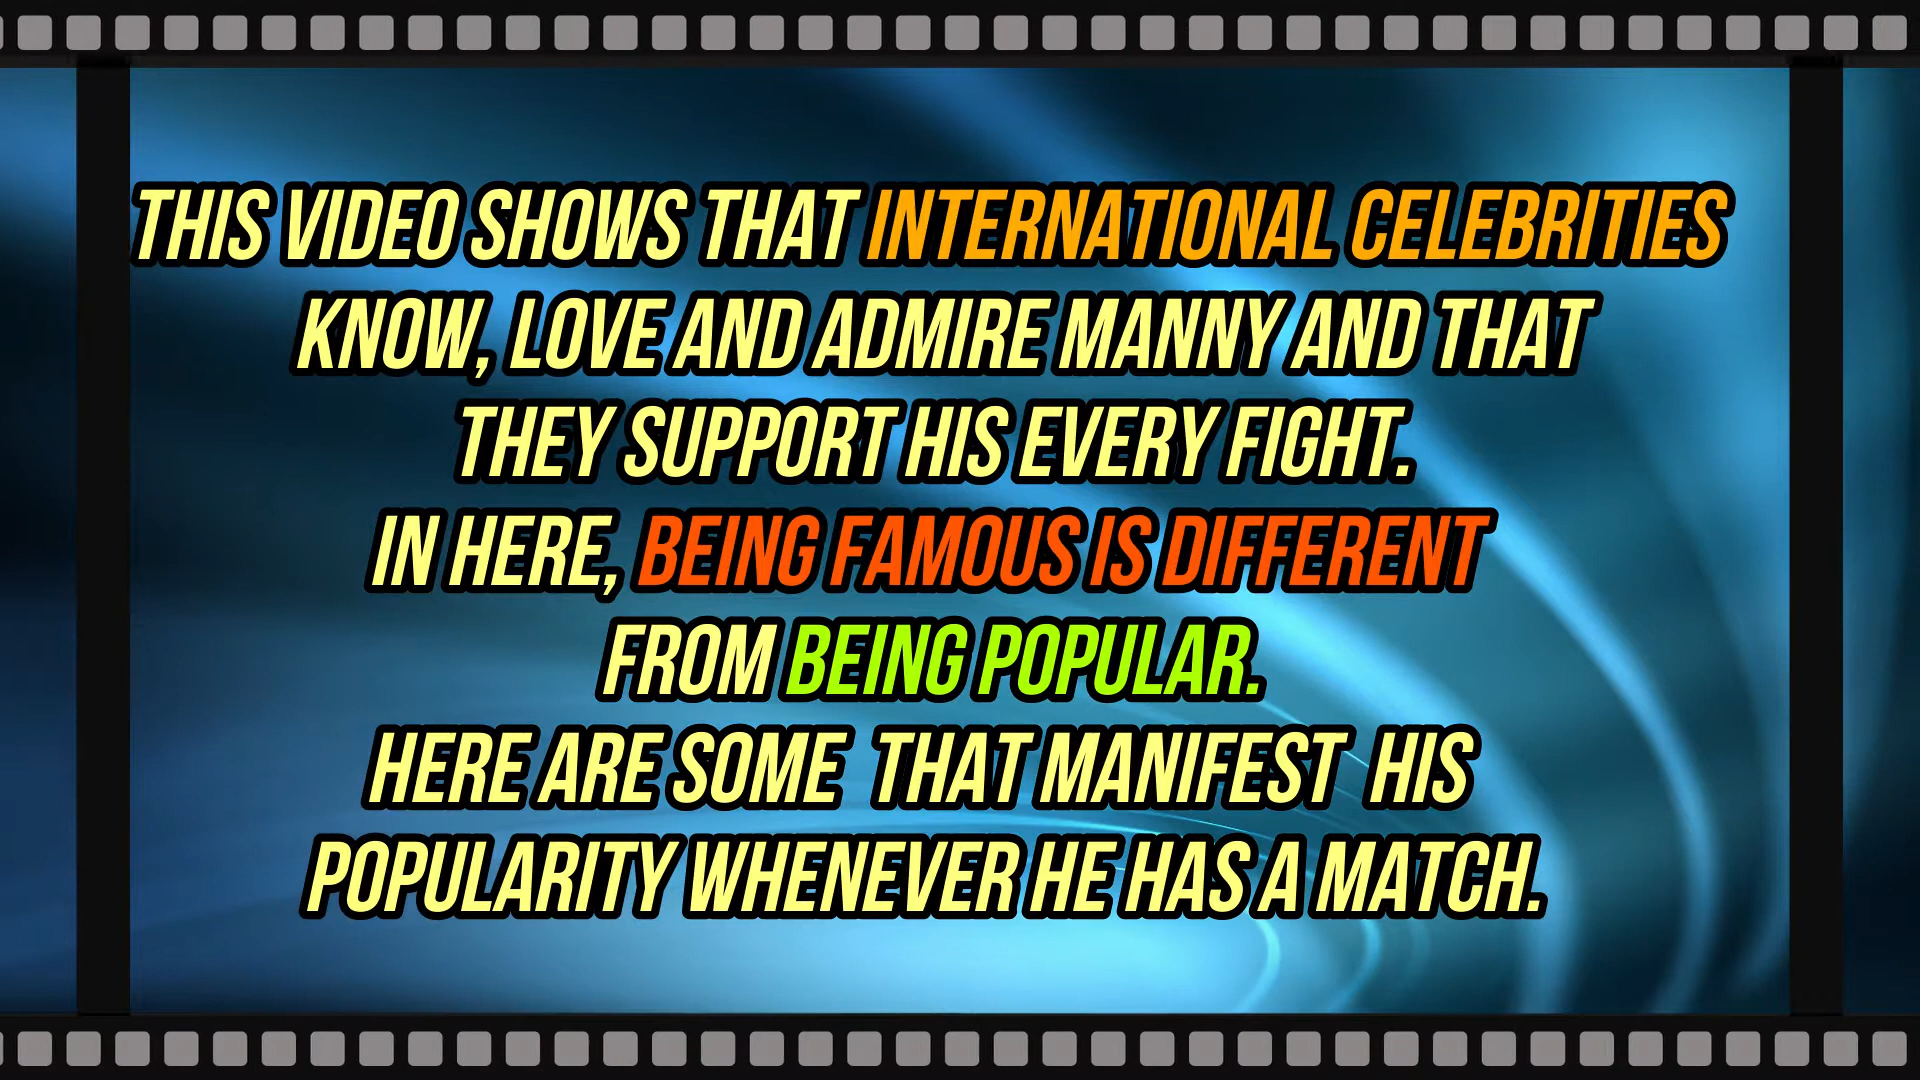 THIS VIDEO SHOWS THAT INTERNATIONAL CELEBRITIES
KNOW, LOVE AND ADMIRE MANNY AND THAT
THEY SUPPORT HIS EVERY FIGHT.
IN HERE, BEING FAMOUS IS DIFFERENT
FROM BEING POPULAR.
HERE ARE SOME  THAT MANIFEST  HIS
POPULARITY WHENEVER HE HAS A MATCH.